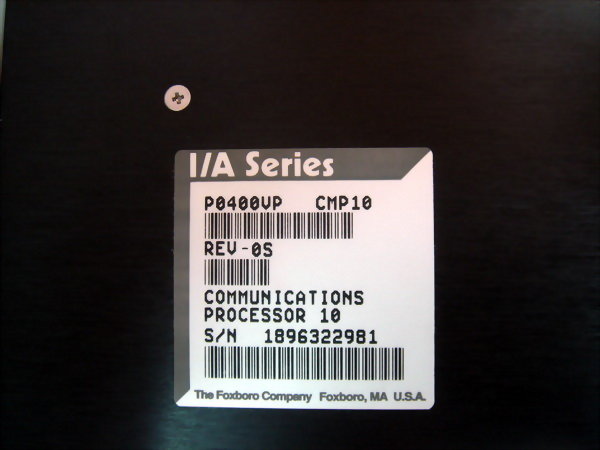 I/A Series
P0400VP CMP10
REV-0S
COMMUNICATIONS
PROCESSOR 10
S/N 1896322981
The Foxboro Company Foxboro, MA U.S.A.